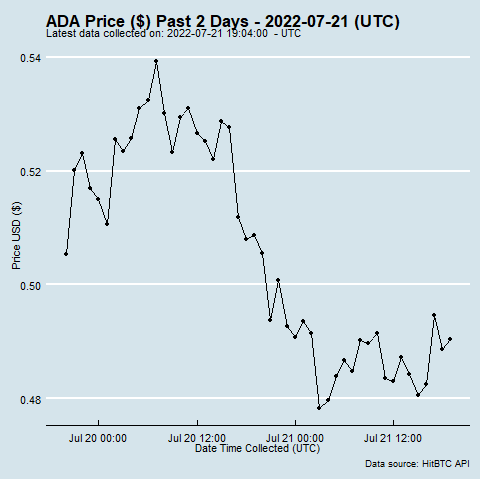 ADA Price ($) Past 2 Days - 2022-07-21 (UTC)
Latest data collected on: 2022-07-21 19:04:00 - UTC
0.54
0.52
0.50
0.48
Price USD ($)
Jul 20 00:00 Jul 20 12:00 Jul 21 00:00 Jul 21 12:00
Date Time Collected (UTC)
Data source: HitBTC API